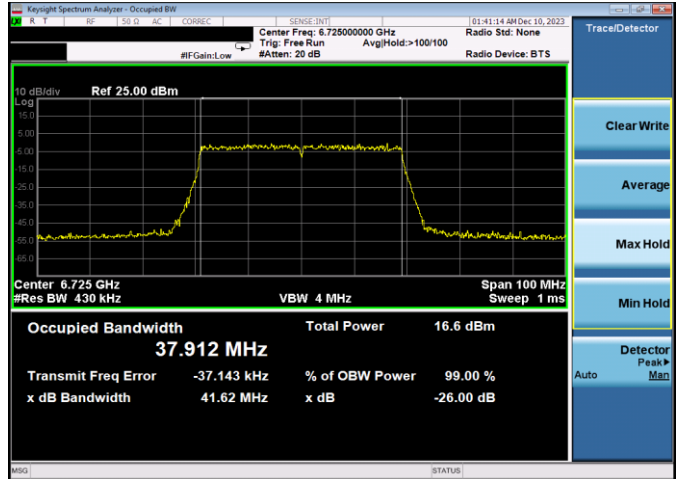 Keysight Spectrum Analyzer - Occupied BW
R T RF 50 Ω AC CORREC SENSE:INT 01:41:14 AM Dec 10, 2023
Center Freq: 6.725000000 GHz Radio Std: None
Trig: Free Run Avg|Hold:>100/100
#IFGain:Low #Atten: 20 dB Radio Device: BTS
Trace/Detector
10 dB/div Ref 25.00 dBm
Log
15.0
5.00
-5.00
-15.0
-25.0
-35.0
-45.0
-55.0
-65.0
Center 6.725 GHz Span 100 MHz
#Res BW 430 kHz VBW 4 MHz Sweep 1 ms
Occupied Bandwidth Total Power 16.6 dBm
37.912 MHz
Transmit Freq Error -37.143 kHz % of OBW Power 99.00 %
x dB Bandwidth 41.62 MHz x dB -26.00 dB
Clear Write
Average
Max Hold
Min Hold
Detector
Peak▶
Auto Man
MSG STATUS